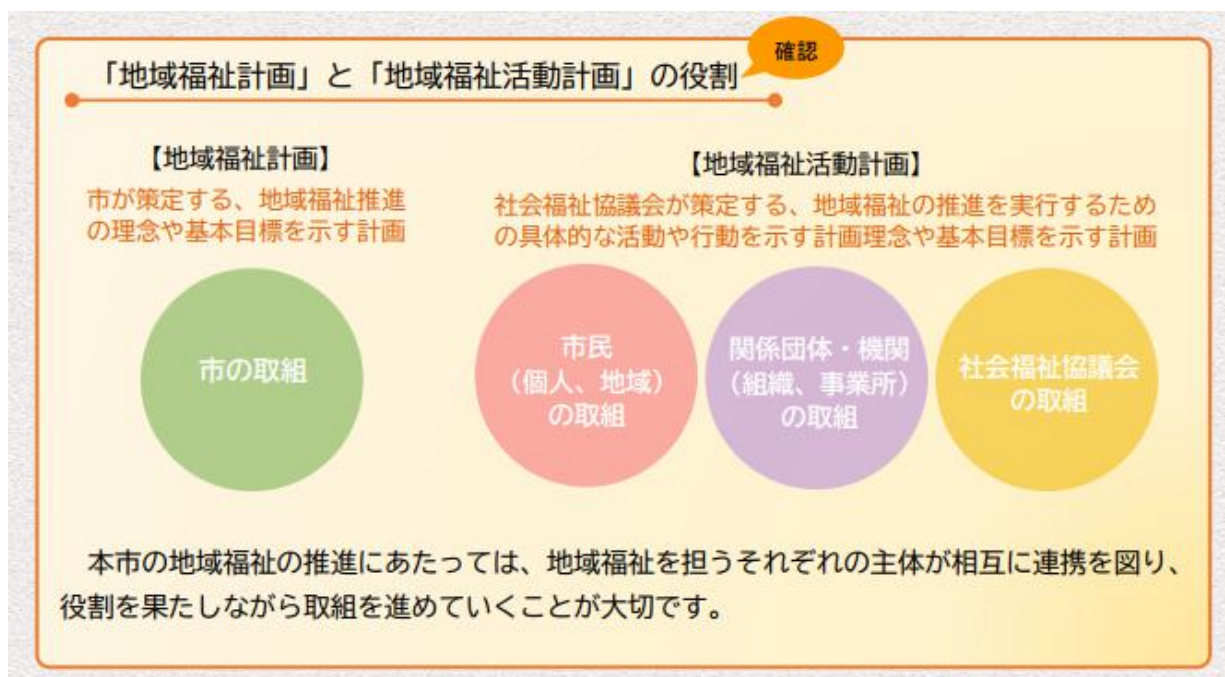 確認
「地域福祉計画」と「地域福祉活動計画」の役割
【地域福祉計画】
市が策定する、地域福祉推進
の理念や基本目標を示す計画
市の取組
【地域福祉活動計画】
社会福祉協議会が策定する、地域福祉の推進を実行するため
の具体的な活動や行動を示す計画理念や基本目標を示す計画
市民
（個人、地域）
の取組
関係団体・機関
（組織、事業所）
の取組
社会福祉協議会
の取組
本市の地域福祉の推進にあたっては、地域福祉を担うそれぞれの主体が相互に連携を図り、
役割を果たしながら取組を進めていくことが大切です。